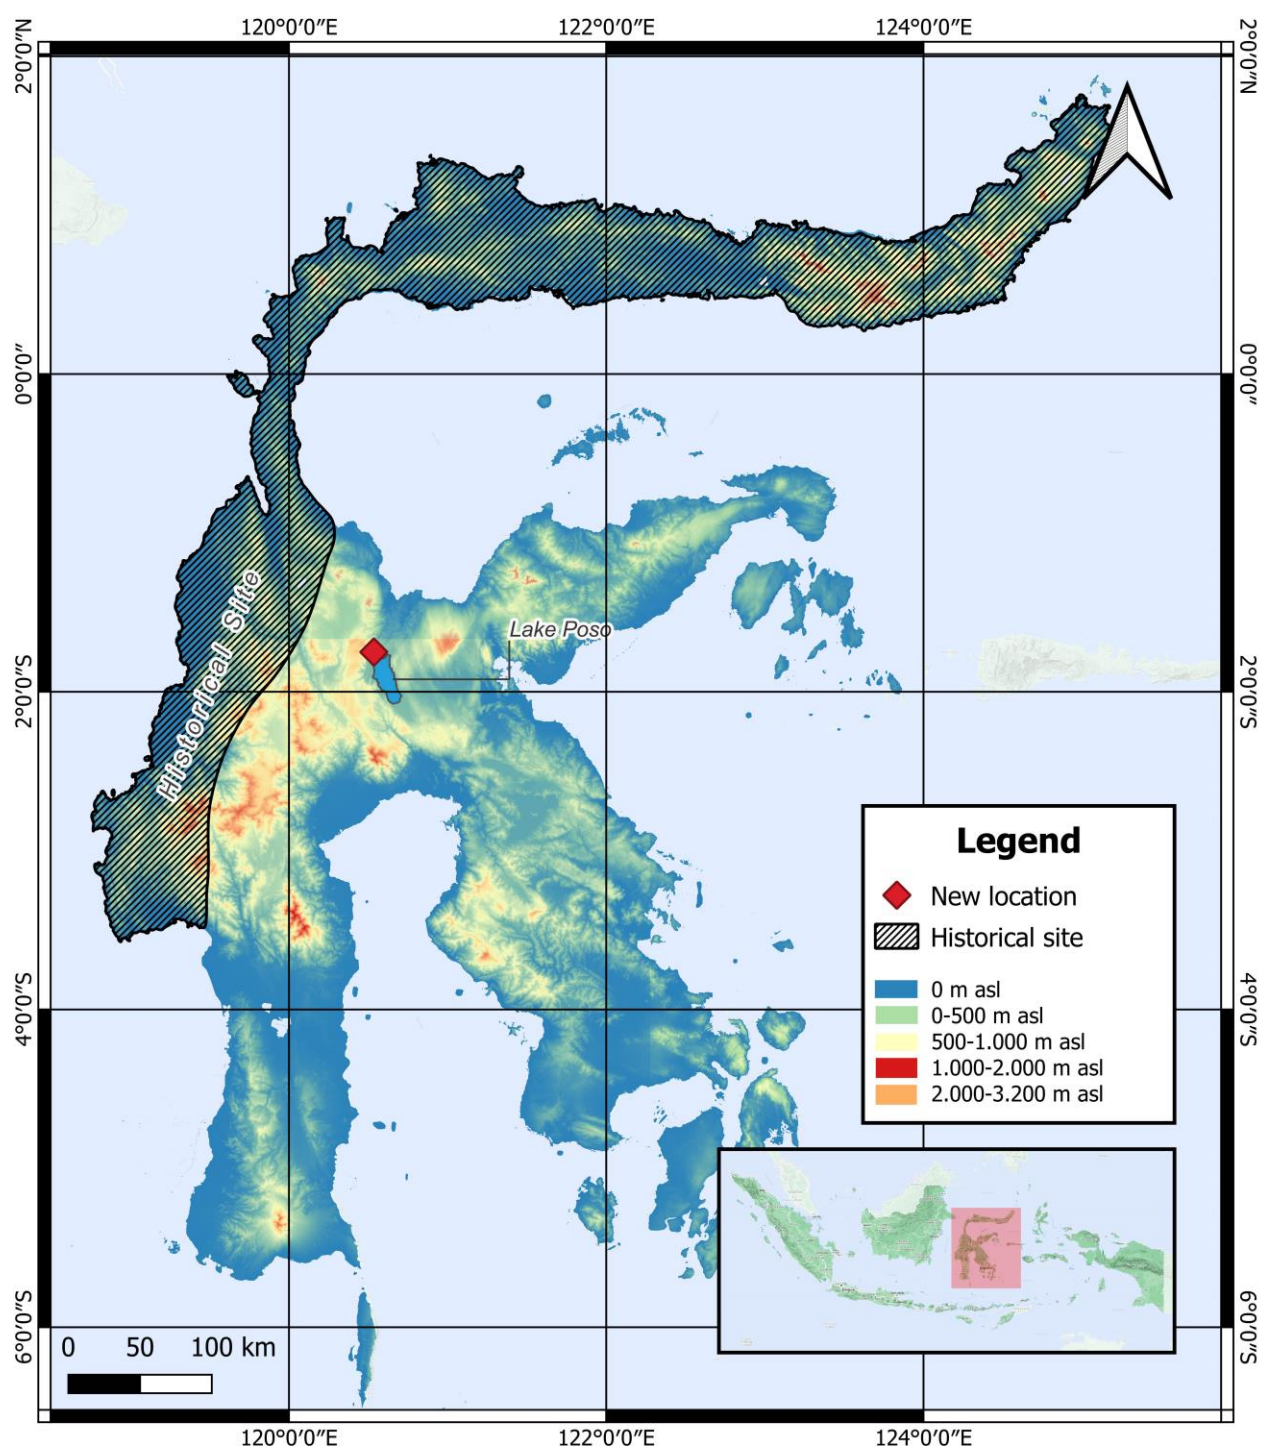 120°0′0″E 122°0′0″E 124°0′0″E
2°0′0″N 2°0′0″N
0°0′0″ 0°0′0″
Historical Site
Lake Poso
2°0′0″S 2°0′0″S
Legend
New location
Historical site
0 m asl
0-500 m asl
500-1.000 m asl
1.000-2.000 m asl
2.000-3.200 m asl
4°0′0″S 4°0′0″S
6°0′0″S 6°0′0″S
0 50 100 km
120°0′0″E 122°0′0″E 124°0′0″E